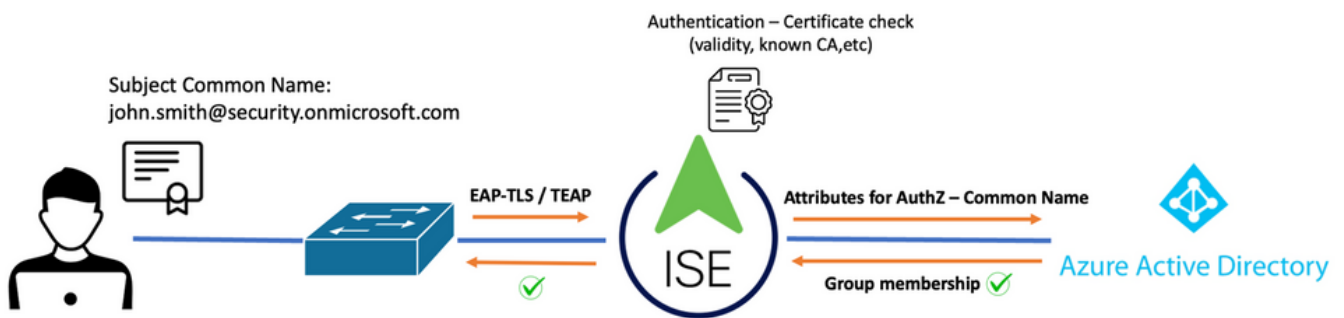 Authentication – Certificate check
(validity, known CA,etc)
Subject Common Name:
john.smith@security.onmicrosoft.com
EAP-TLS / TEAP
Attributes for AuthZ – Common Name
ISE
Group membership
Azure Active Directory